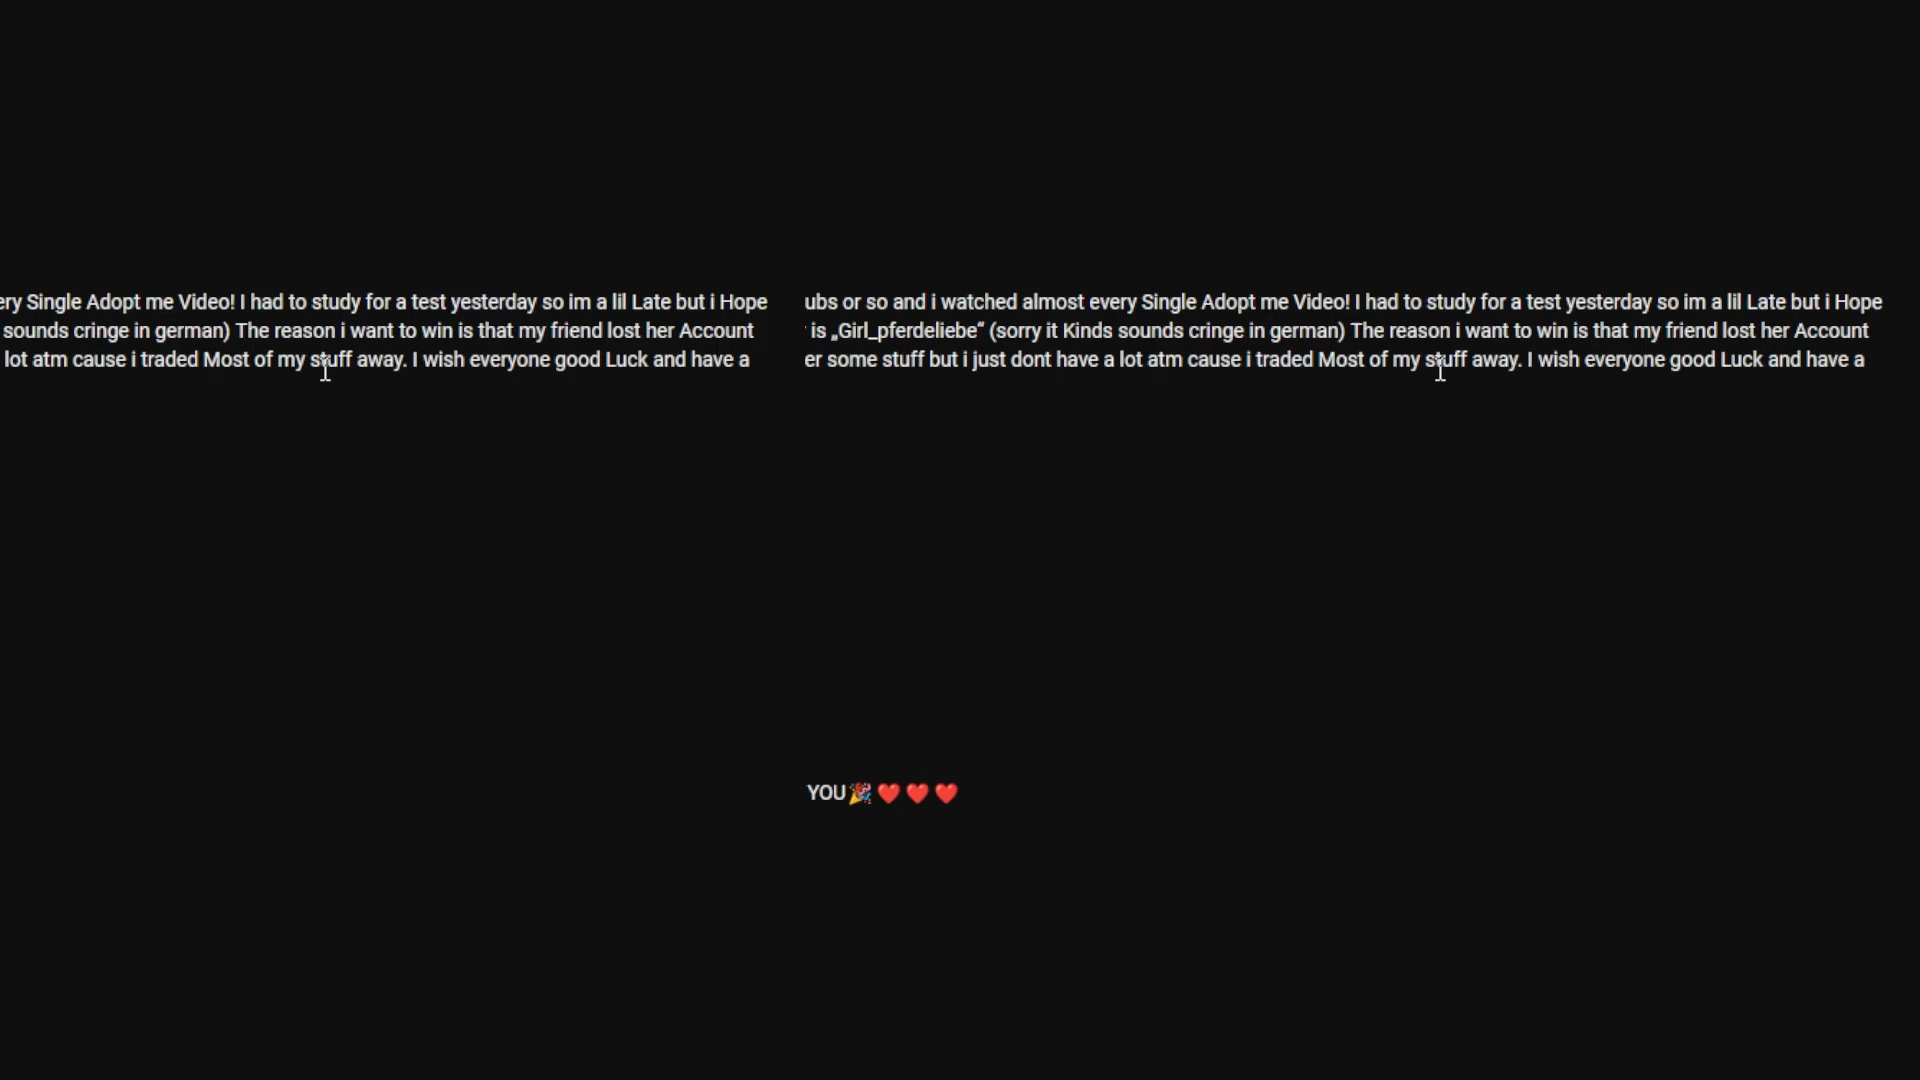 ery Single Adopt me Video! I had to study for a test yesterday so im a lil Late but i Hope
sounds cringe in german) The reason i want to win is that my friend lost her Account
lot atm cause i traded Most of my stuff away. I wish everyone good Luck and have a
ubs or so and i watched almost every Single Adopt me Video! I had to study for a test yesterday so im a lil Late but i Hope
is „Girl_pferdeliebe“ (sorry it Kinds sounds cringe in german) The reason i want to win is that my friend lost her Account
er some stuff but i just dont have a lot atm cause i traded Most of my stuff away. I wish everyone good Luck and have a
YOU🎉❤️❤️❤️